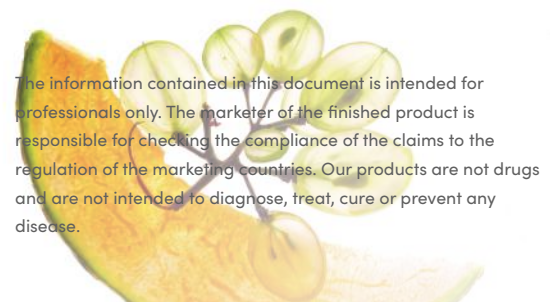 The information contained in this document is intended for
professionals only. The marketer of the finished product is
responsible for checking the compliance of the claims to the
regulation of the marketing countries. Our products are not drugs
and are not intended to diagnose, treat, cure or prevent any
disease.